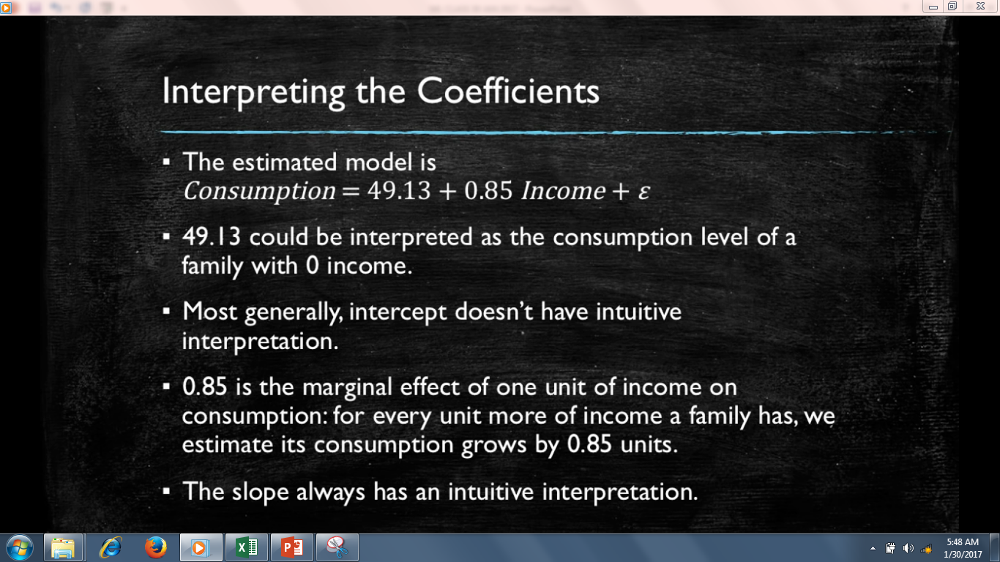 Interpreting the Coefficients
▪ The estimated model is
Consumption = 49.13 + 0.85 Income + ε
▪ 49.13 could be interpreted as the consumption level of a
family with 0 income.
▪ Most generally, intercept doesn't have intuitive
interpretation.
▪ 0.85 is the marginal effect of one unit of income on
consumption: for every unit more of income a family has, we
estimate its consumption grows by 0.85 units.
▪ The slope always has an intuitive interpretation.
5:48 AM
1/30/2017